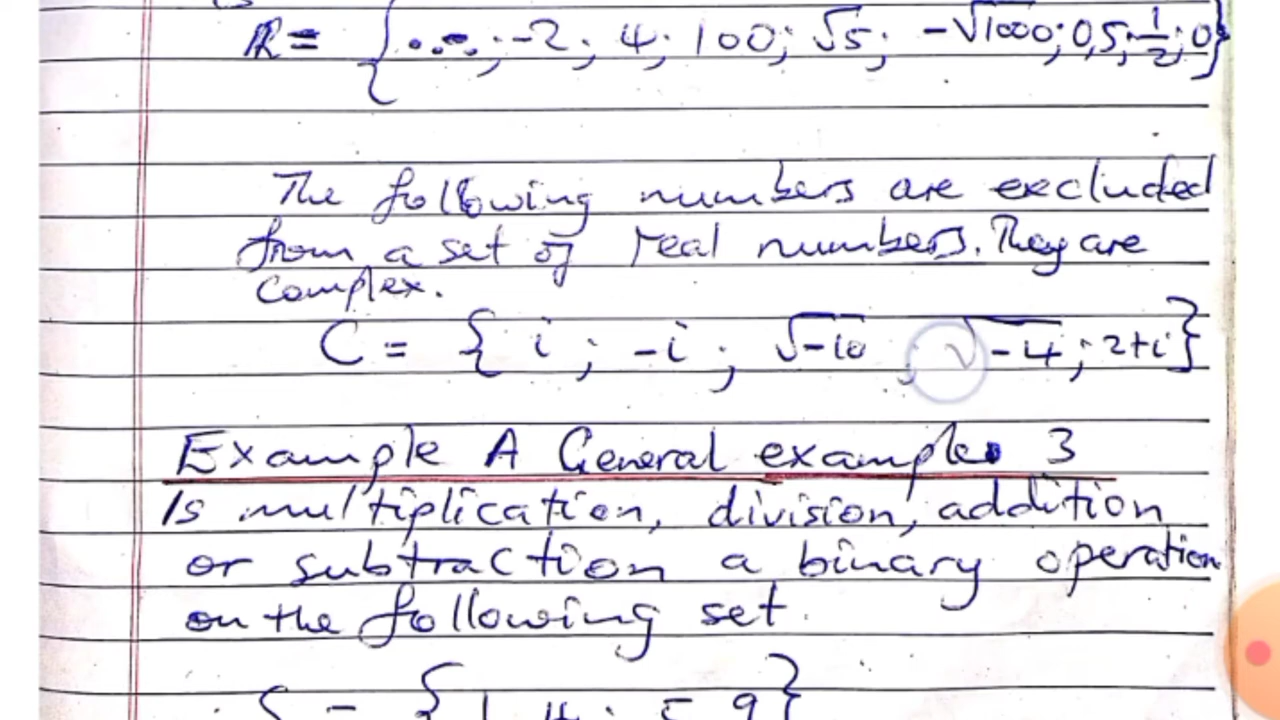 R = {...; -2; 4; 100; √5; -√1000; 0,5; 1/2; 0}
The following numbers are excluded
from a set of real numbers. They are
complex.
C = { i ; -i ; √-10 ; √-4 ; 2+i}
Example A General example 3
Is multiplication, division, addition
or subtraction a binary operation
on the following set.